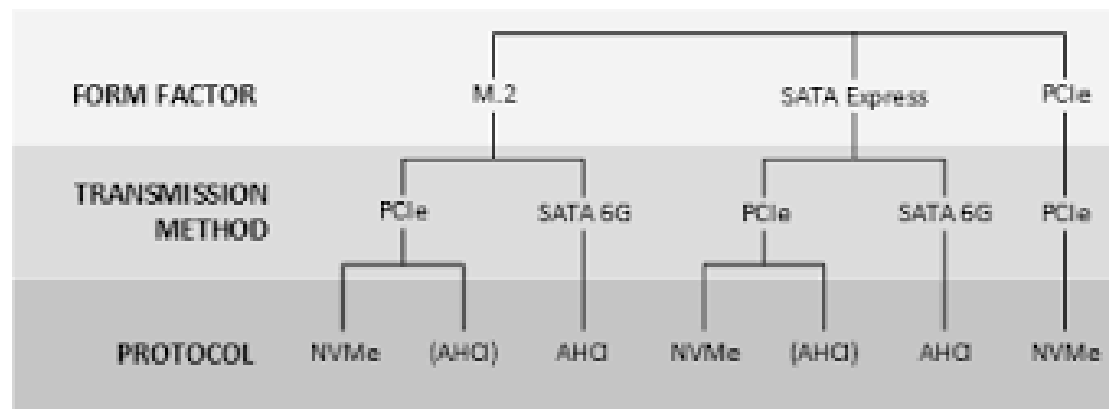 FORM FACTOR M.2 SATA Express PCIe
TRANSMISSION METHOD PCIe SATA 6G PCIe SATA 6G PCIe
PROTOCOL NVMe (AHCI) AHCI NVMe (AHCI) AHCI NVMe